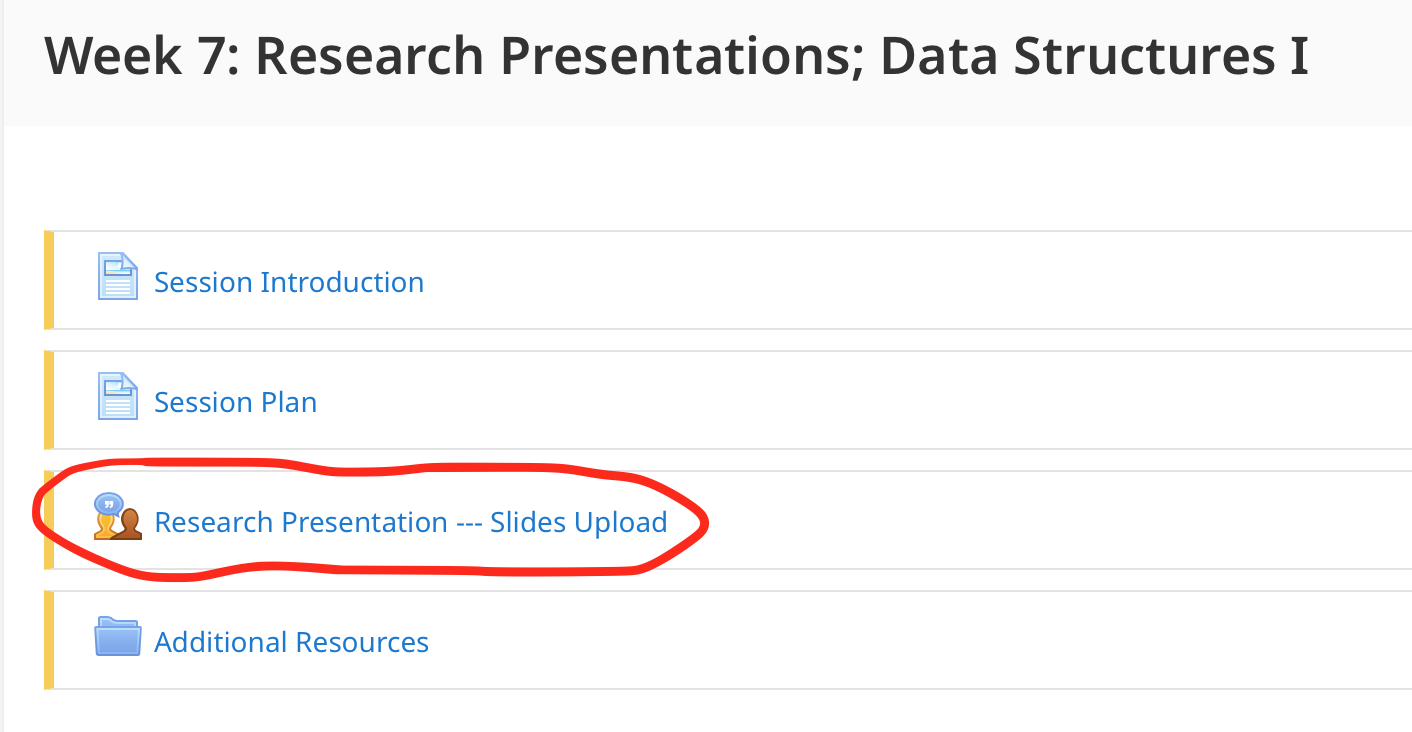 Week 7: Research Presentations; Data Structures I
Session Introduction
Session Plan
Research Presentation --- Slides Upload
Additional Resources